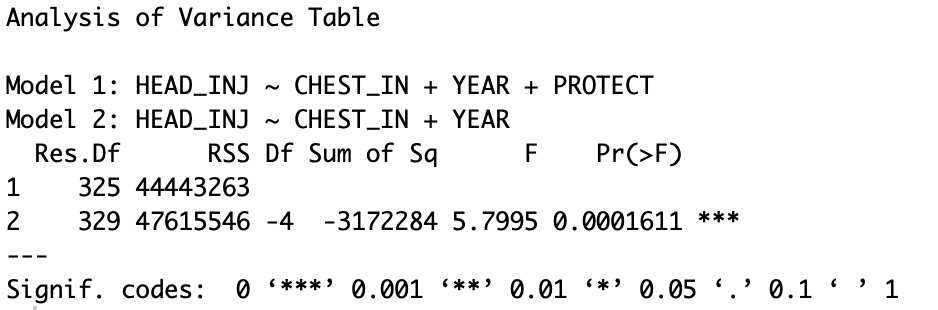 Analysis of Variance Table
Model 1: HEAD_INJ ~ CHEST_IN + YEAR + PROTECT
Model 2: HEAD_INJ ~ CHEST_IN + YEAR
  Res.Df      RSS Df Sum of Sq      F    Pr(>F)
1    325 44443263
2    329 47615546 -4  -3172284 5.7995 0.0001611 ***
---
Signif. codes:  0 ‘***’ 0.001 ‘**’ 0.01 ‘*’ 0.05 ‘.’ 0.1 ‘ ’ 1